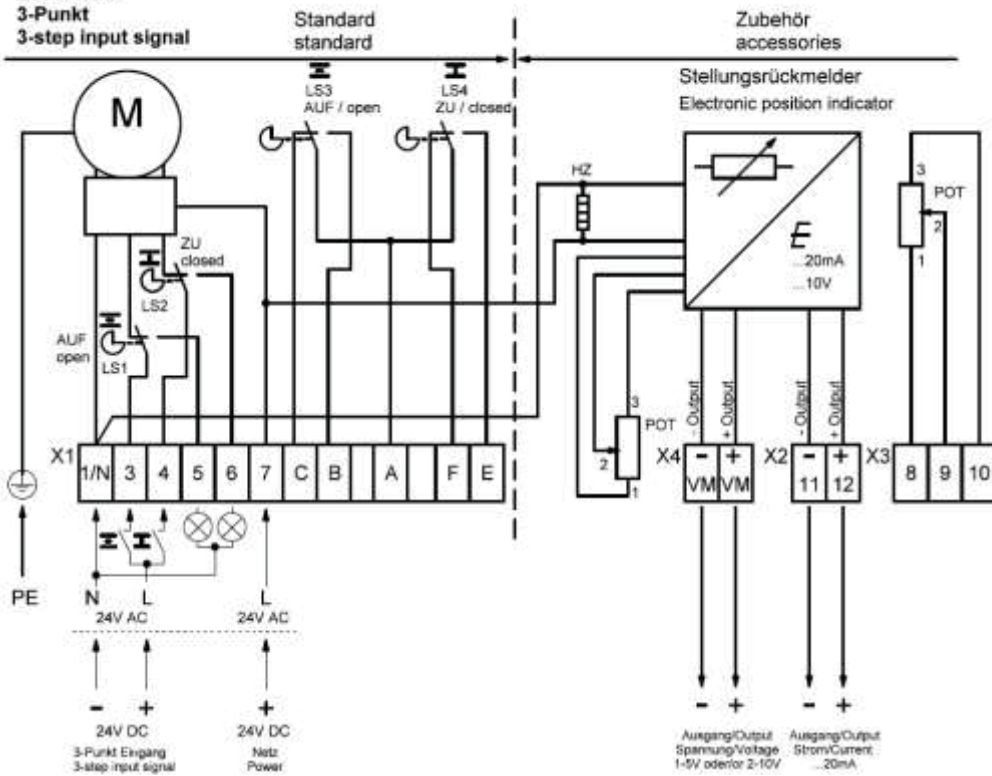 3-Punkt
3-step input signal
Standard
standard
Zubehör
accessories
Stellungsrückmelder
Electronic position indicator
M
LS3
AUF / open
LS4
ZU / closed
HZ
3
POT
2
1
E
...20mA
...10V
ZU
closed
LS2
AUF
open
LS1
3
POT
2
1
- Output
+ Output
- Output
+ Output
X1
1/N 3 4 5 6 7 C B A F E
X4
- +
VM VM
X2
- +
11 12
X3
8 9 10
PE
N L
24V AC
L
24V AC
- +
24V DC
3-Punkt Eingang
3-step input signal
+
24V DC
Netz
Power
- +
Ausgang/Output
Spannung/Voltage
1-5V oder/or 2-10V
- +
Ausgang/Output
Strom/Current
...20mA